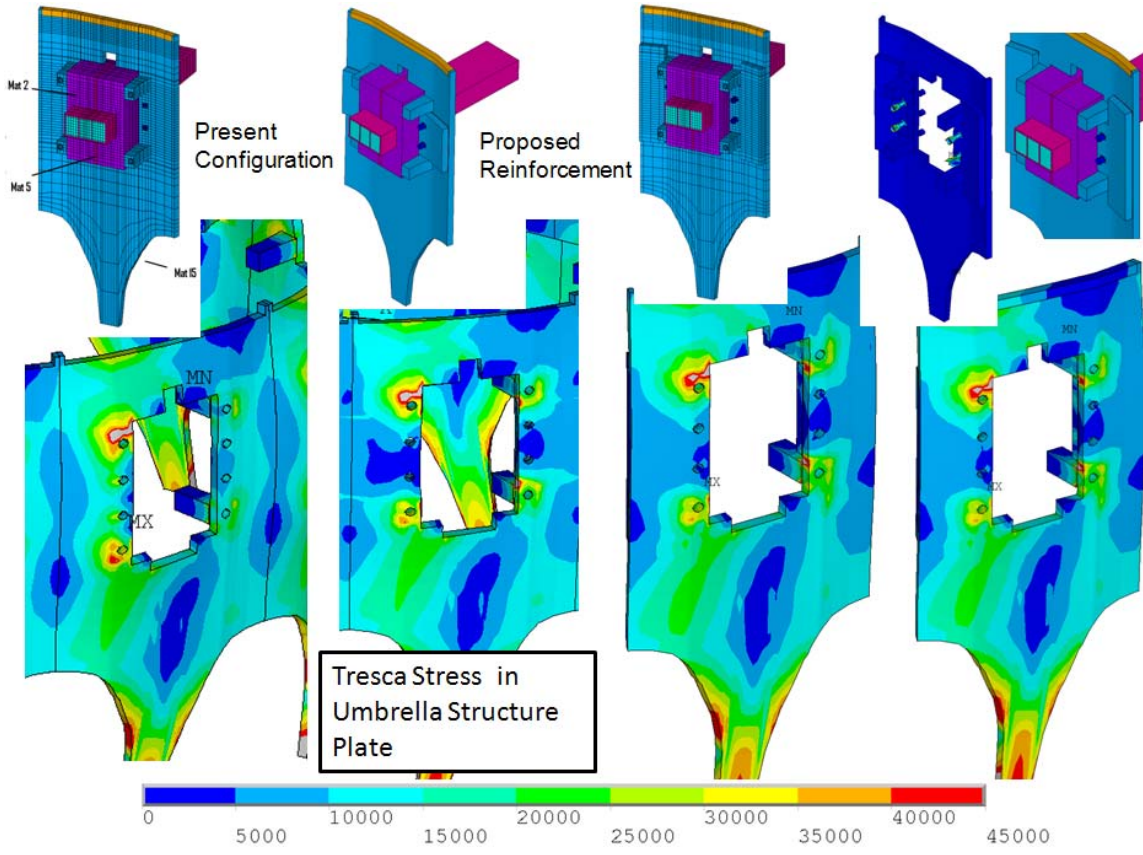 Mat 2
Present
Configuration
Proposed
Reinforcement
Mat 5
Mat 15
MN
MX
MN
MX
MN
MX
Tresca Stress in
Umbrella Structure
Plate
0 10000 20000 30000 40000
5000 15000 25000 35000 45000